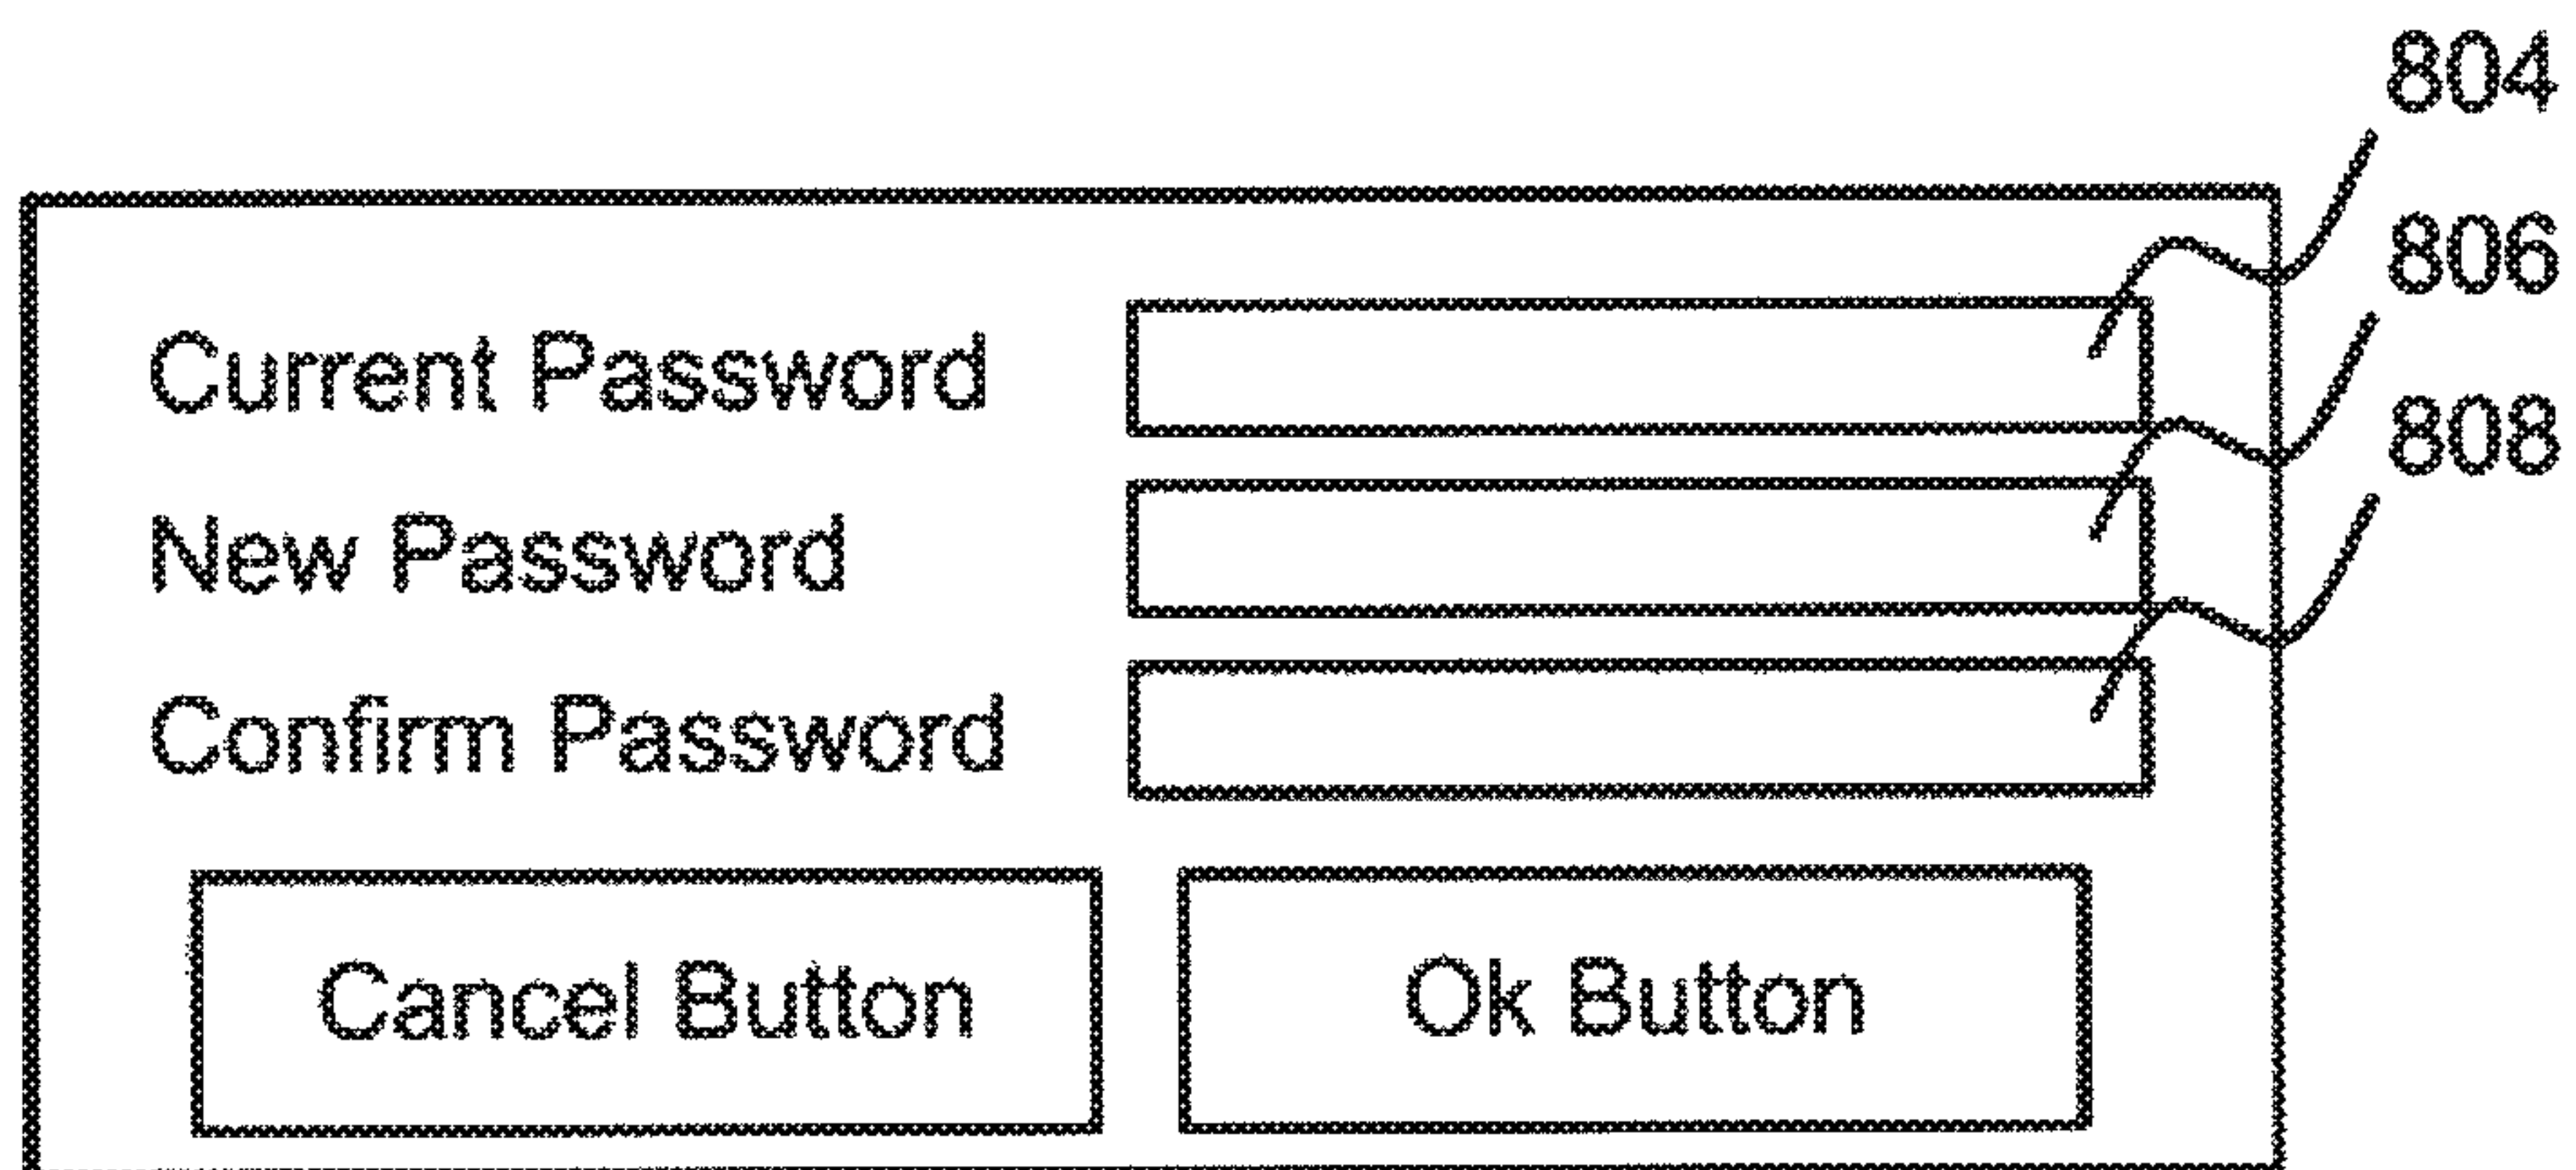 804
806
Current Password
808
New Password
Confirm Password
Cancel Button
Ok Button